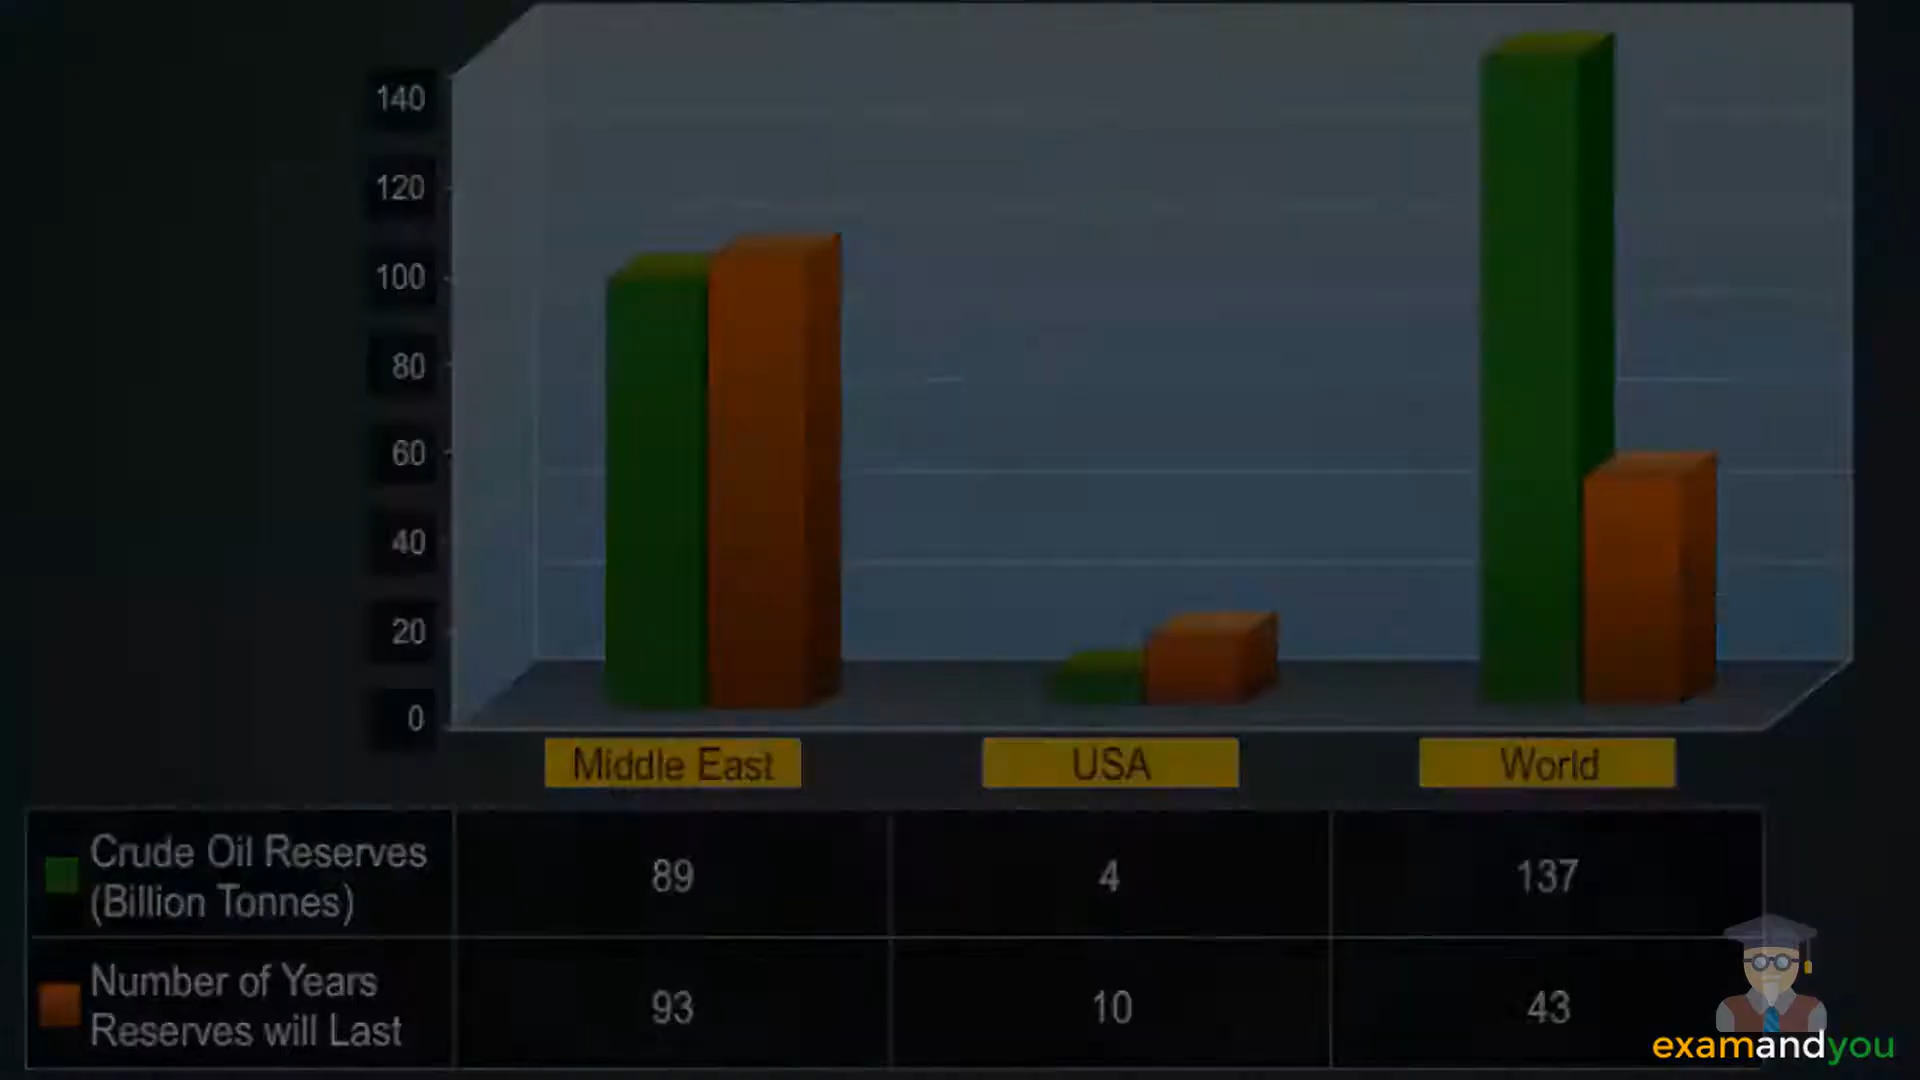 140
120
100
80
60
40
20
0
Middle East USA World
Crude Oil Reserves
(Billion Tonnes)
89 4 137
Number of Years
Reserves will Last
93 10 43
examandyou